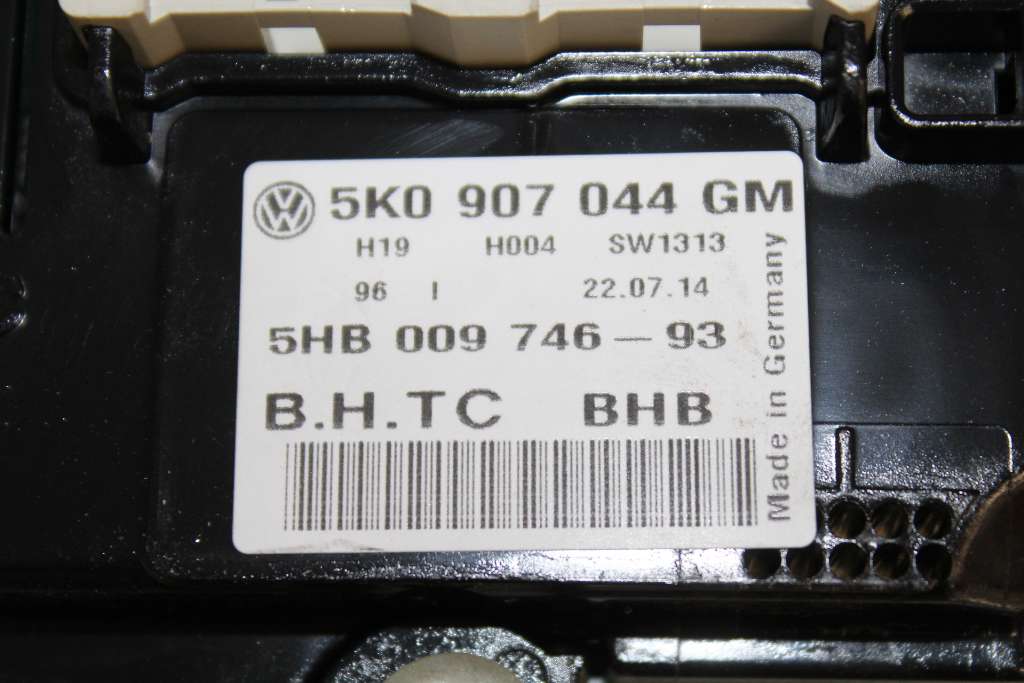 5K0 907 044 GM
H19 H004 SW1313
96 I 22.07.14
5HB 009 746-93
B.H.TC BHB
Made in Germany